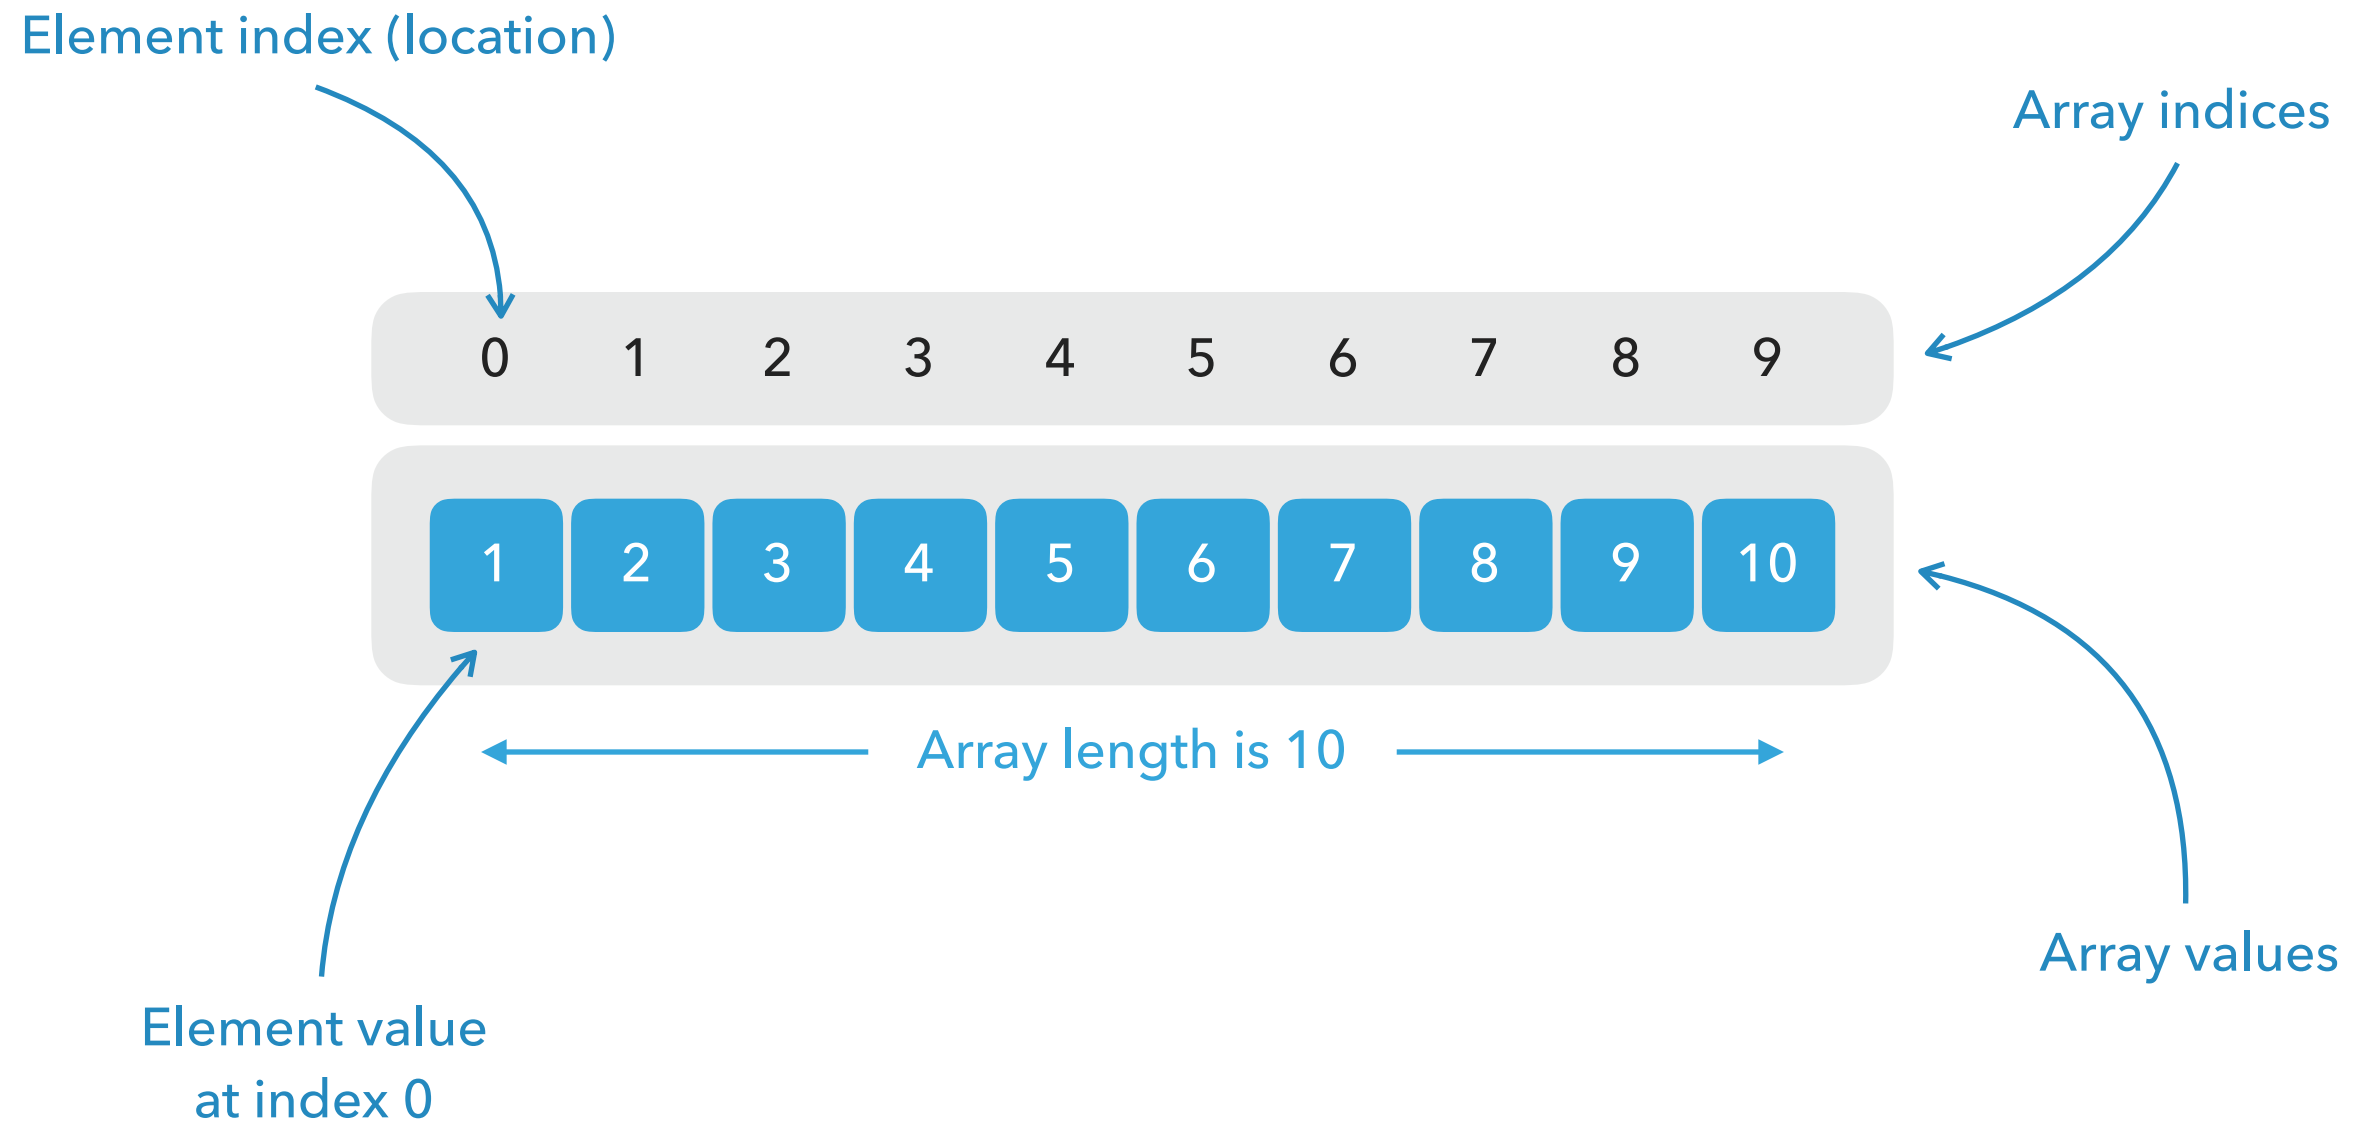 Element index (location)
Array indices
0 1 2 3 4 5 6 7 8 9
1 2 3 4 5 6 7 8 9 10
Array length is 10
Array values
Element value
at index 0